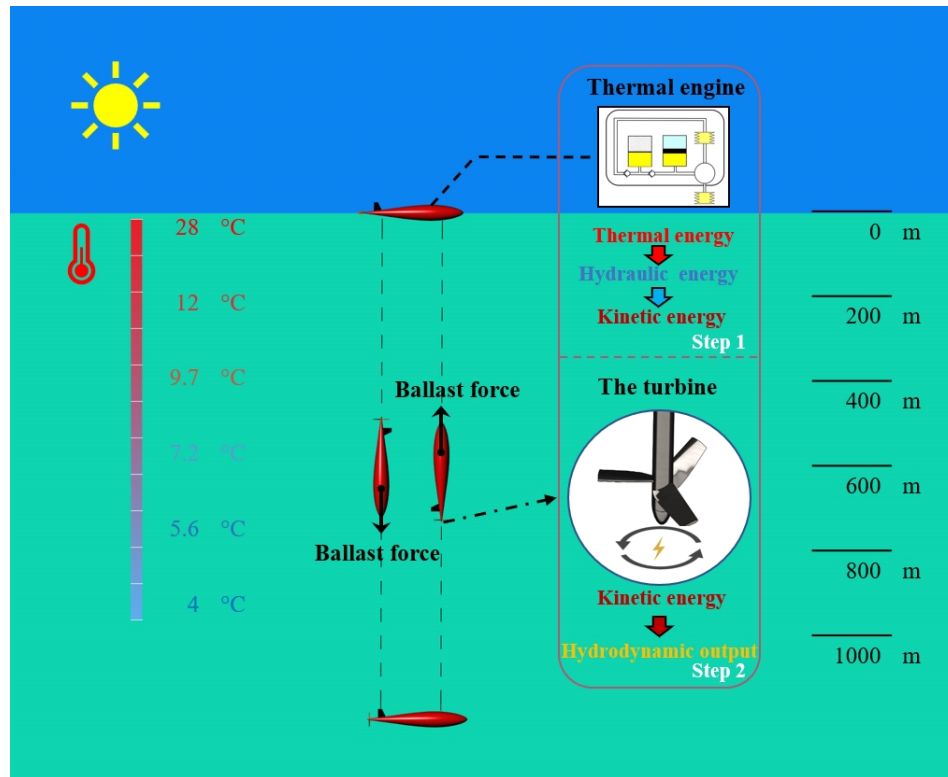 Thermal engine
28 °C
Thermal energy
0 m
Hydraulic energy
12 °C
Kinetic energy
200 m
Step 1
9.7 °C
Ballast force
The turbine
400 m
7.2 °C
600 m
5.6 °C
Ballast force
800 m
4 °C
Kinetic energy
Hydrodynamic output
1000 m
Step 2